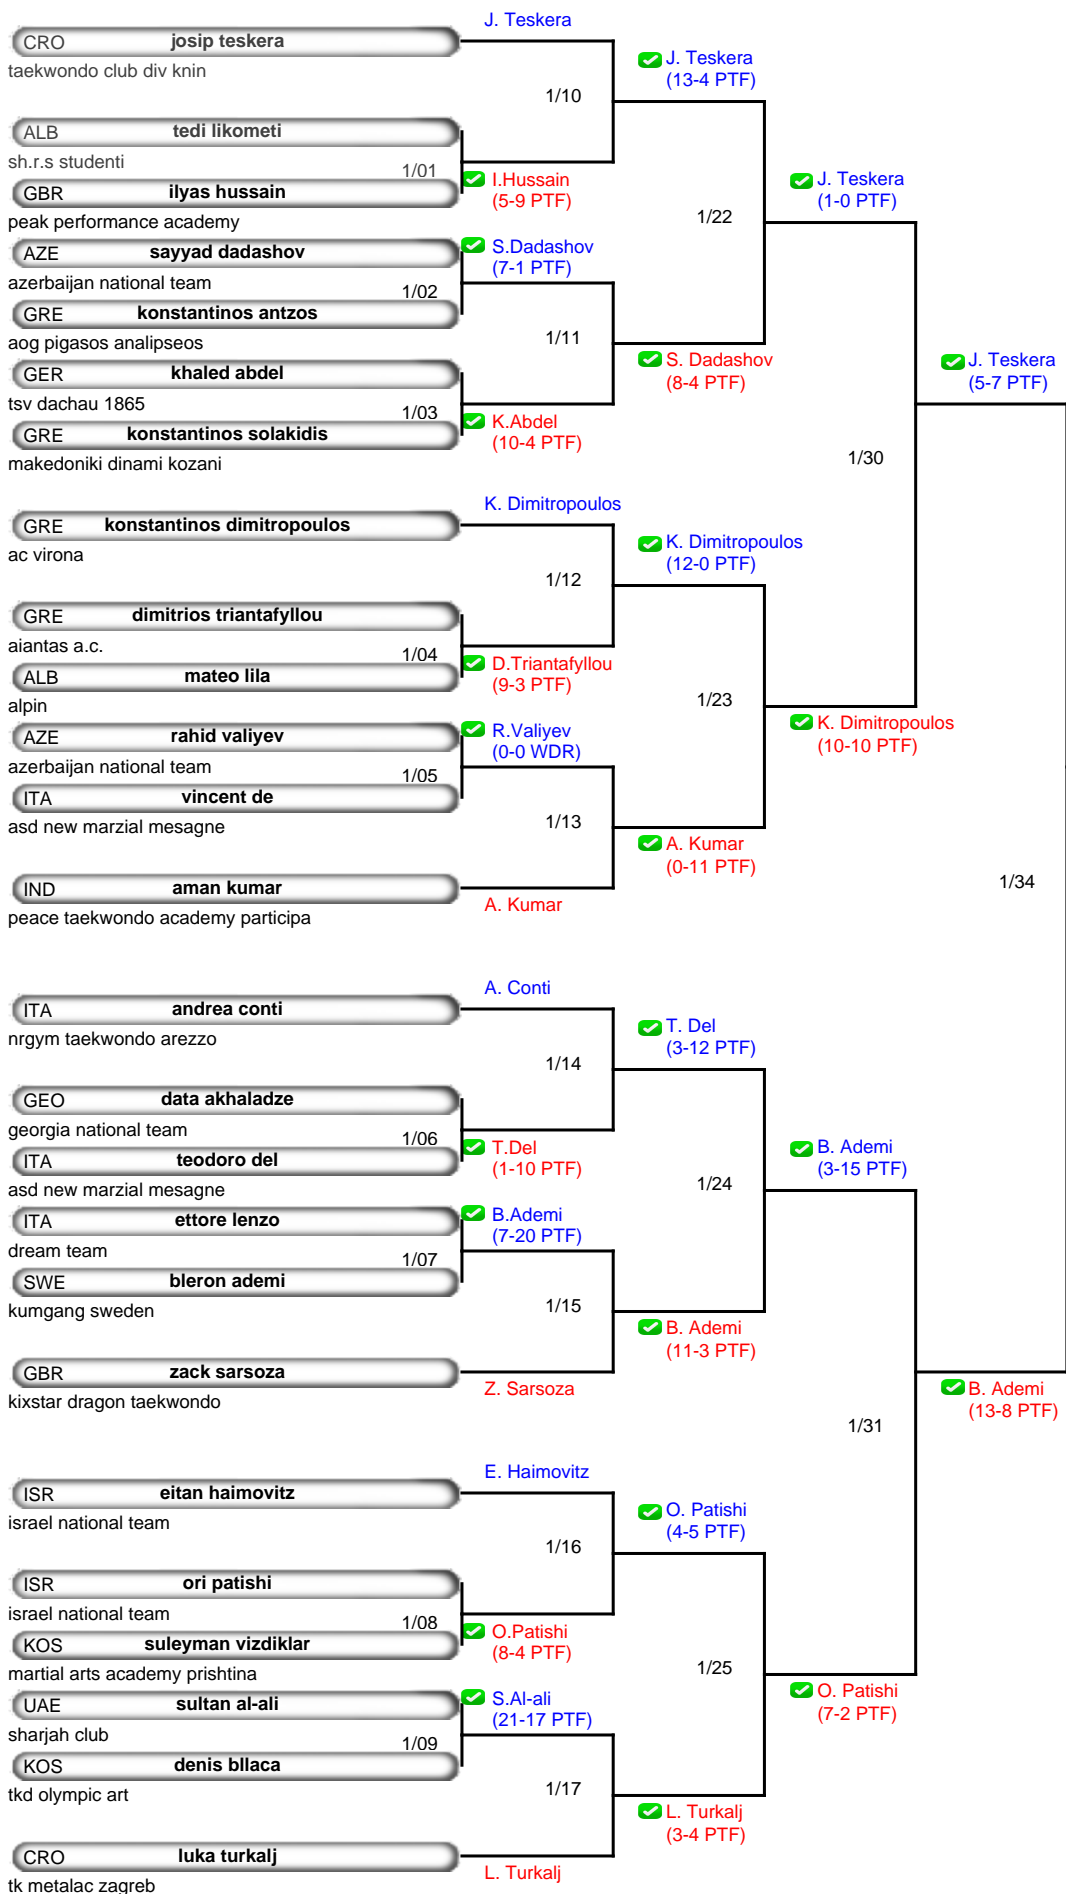 J. Teskera
CRO josip teskera
taekwondo club div knin
J. Teskera
(13-4 PTF)
1/10
ALB tedi likometi
sh.r.s studenti
1/01
I.Hussain
(5-9 PTF)
GBR ilyas hussain
peak performance academy
J. Teskera
(1-0 PTF)
1/22
AZE sayyad dadashov
azerbaijan national team
S.Dadashov
(7-1 PTF)
1/02
GRE konstantinos antzos
aog pigasos analipseos
1/11
S. Dadashov
(8-4 PTF)
J. Teskera
(5-7 PTF)
GER khaled abdel
tsv dachau 1865
1/03
K.Abdel
(10-4 PTF)
GRE konstantinos solakidis
makedoniki dinami kozani
1/30
K. Dimitropoulos
GRE konstantinos dimitropoulos
ac virona
K. Dimitropoulos
(12-0 PTF)
1/12
GRE dimitrios triantafyllou
aiantas a.c.
1/04
D.Triantafyllou
(9-3 PTF)
ALB mateo lila
alpin
1/23
K. Dimitropoulos
(10-10 PTF)
AZE rahid valiyev
azerbaijan national team
R.Valiyev
(0-0 WDR)
1/05
ITA vincent de
asd new marzial mesagne
1/13
A. Kumar
(0-11 PTF)
IND aman kumar
peace taekwondo academy participa
A. Kumar
1/34
A. Conti
ITA andrea conti
nrgym taekwondo arezzo
T. Del
(3-12 PTF)
1/14
GEO data akhaladze
georgia national team
1/06
T.Del
(1-10 PTF)
ITA teodoro del
asd new marzial mesagne
B. Ademi
(3-15 PTF)
1/24
ITA ettore lenzo
dream team
B.Ademi
(7-20 PTF)
1/07
SWE bleron ademi
kumgang sweden
1/15
B. Ademi
(11-3 PTF)
GBR zack sarsoza
kixstar dragon taekwondo
Z. Sarsoza
B. Ademi
(13-8 PTF)
1/31
E. Haimovitz
ISR eitan haimovitz
israel national team
O. Patishi
(4-5 PTF)
1/16
ISR ori patishi
israel national team
1/08
O.Patishi
(8-4 PTF)
KOS suleyman vizdiklar
martial arts academy prishtina
1/25
O. Patishi
(7-2 PTF)
UAE sultan al-ali
sharjah club
S.Al-ali
(21-17 PTF)
1/09
KOS denis bllaca
tkd olympic art
1/17
L. Turkalj
(3-4 PTF)
CRO luka turkalj
tk metalac zagreb
L. Turkalj